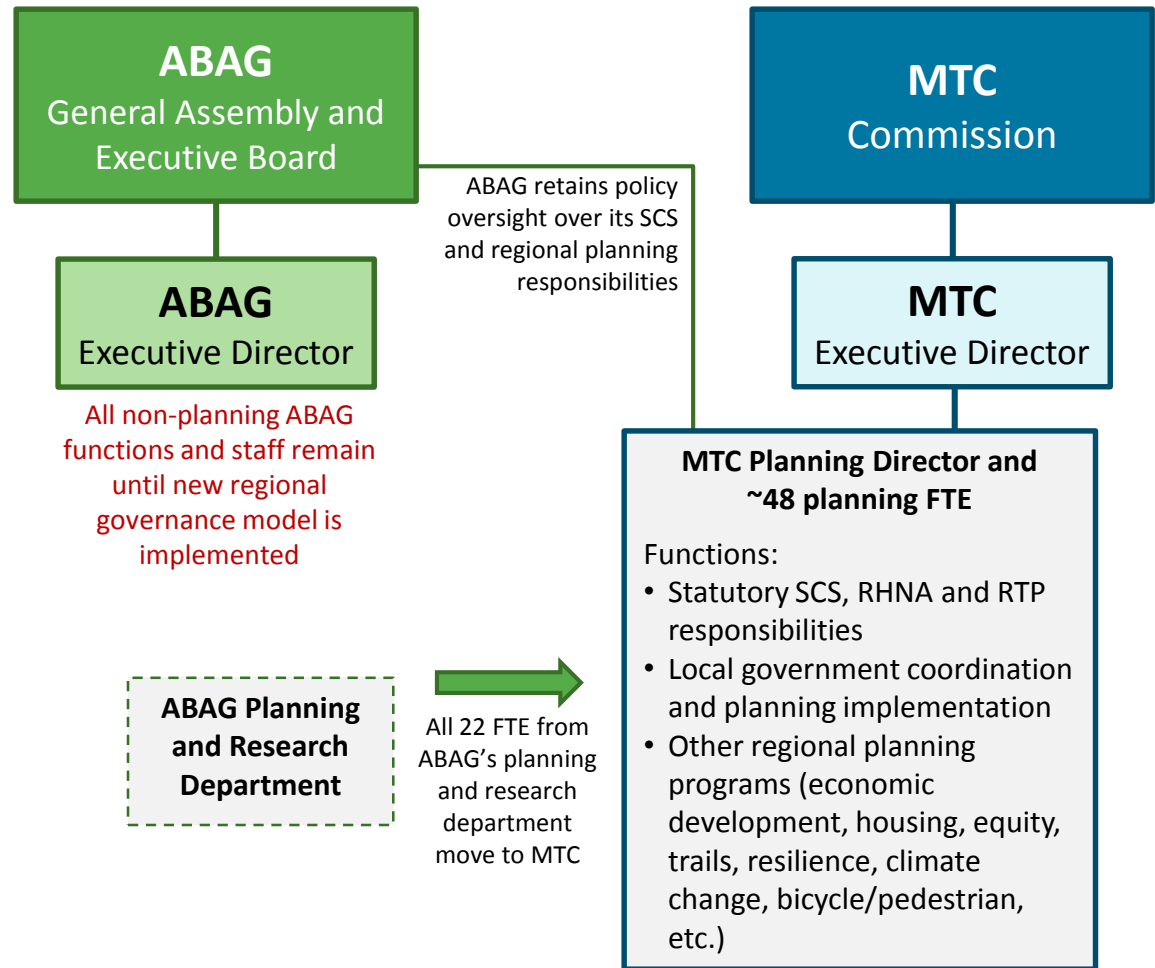 ABAG
General Assembly and
Executive Board
MTC
Commission
ABAG retains policy
oversight over its SCS
and regional planning
responsibilities
ABAG
Executive Director
MTC
Executive Director
All non-planning ABAG
functions and staff remain
until new regional
governance model is
implemented
ABAG Planning
and Research
Department
All 22 FTE from
ABAG’s planning
and research
department
move to MTC
MTC Planning Director and
~48 planning FTE
Functions:
• Statutory SCS, RHNA and RTP
responsibilities
• Local government coordination
and planning implementation
• Other regional planning
programs (economic
development, housing, equity,
trails, resilience, climate
change, bicycle/pedestrian,
etc.)